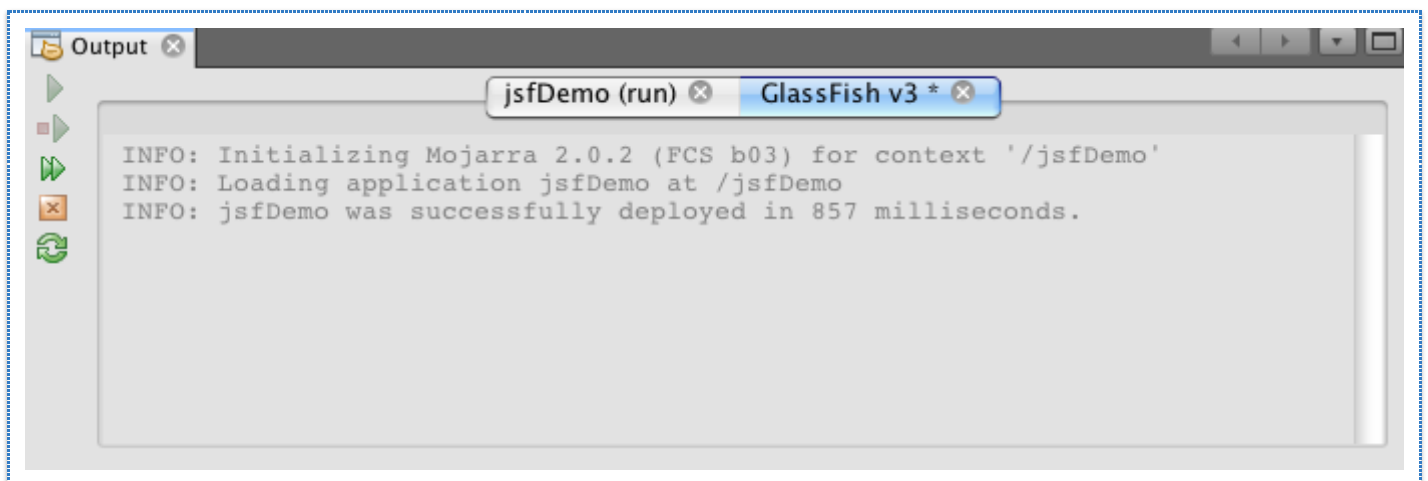 Output
jsfDemo (run) GlassFish v3 *
INFO: Initializing Mojarra 2.0.2 (FCS b03) for context '/jsfDemo'
INFO: Loading application jsfDemo at /jsfDemo
INFO: jsfDemo was successfully deployed in 857 milliseconds.